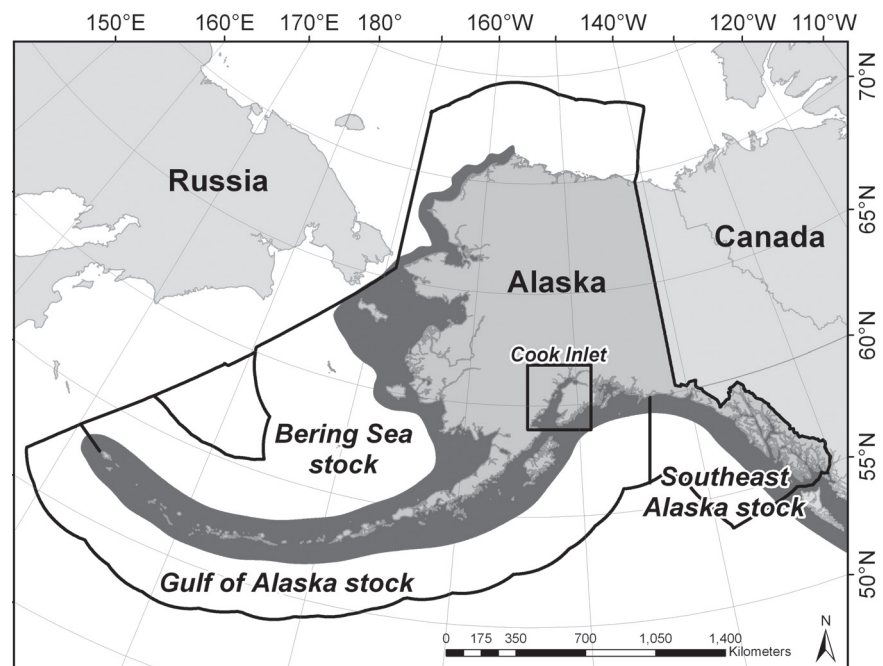 150°E 160°E 170°E 180° 160°W 140°W 120°W 110°W
70°N
65°N
60°N
55°N
50°N
Russia
Canada
Alaska
Cook Inlet
Bering Sea
stock
Southeast
Alaska stock
Gulf of Alaska stock
N
0 175 350 700 1,050 1,400
Kilometers